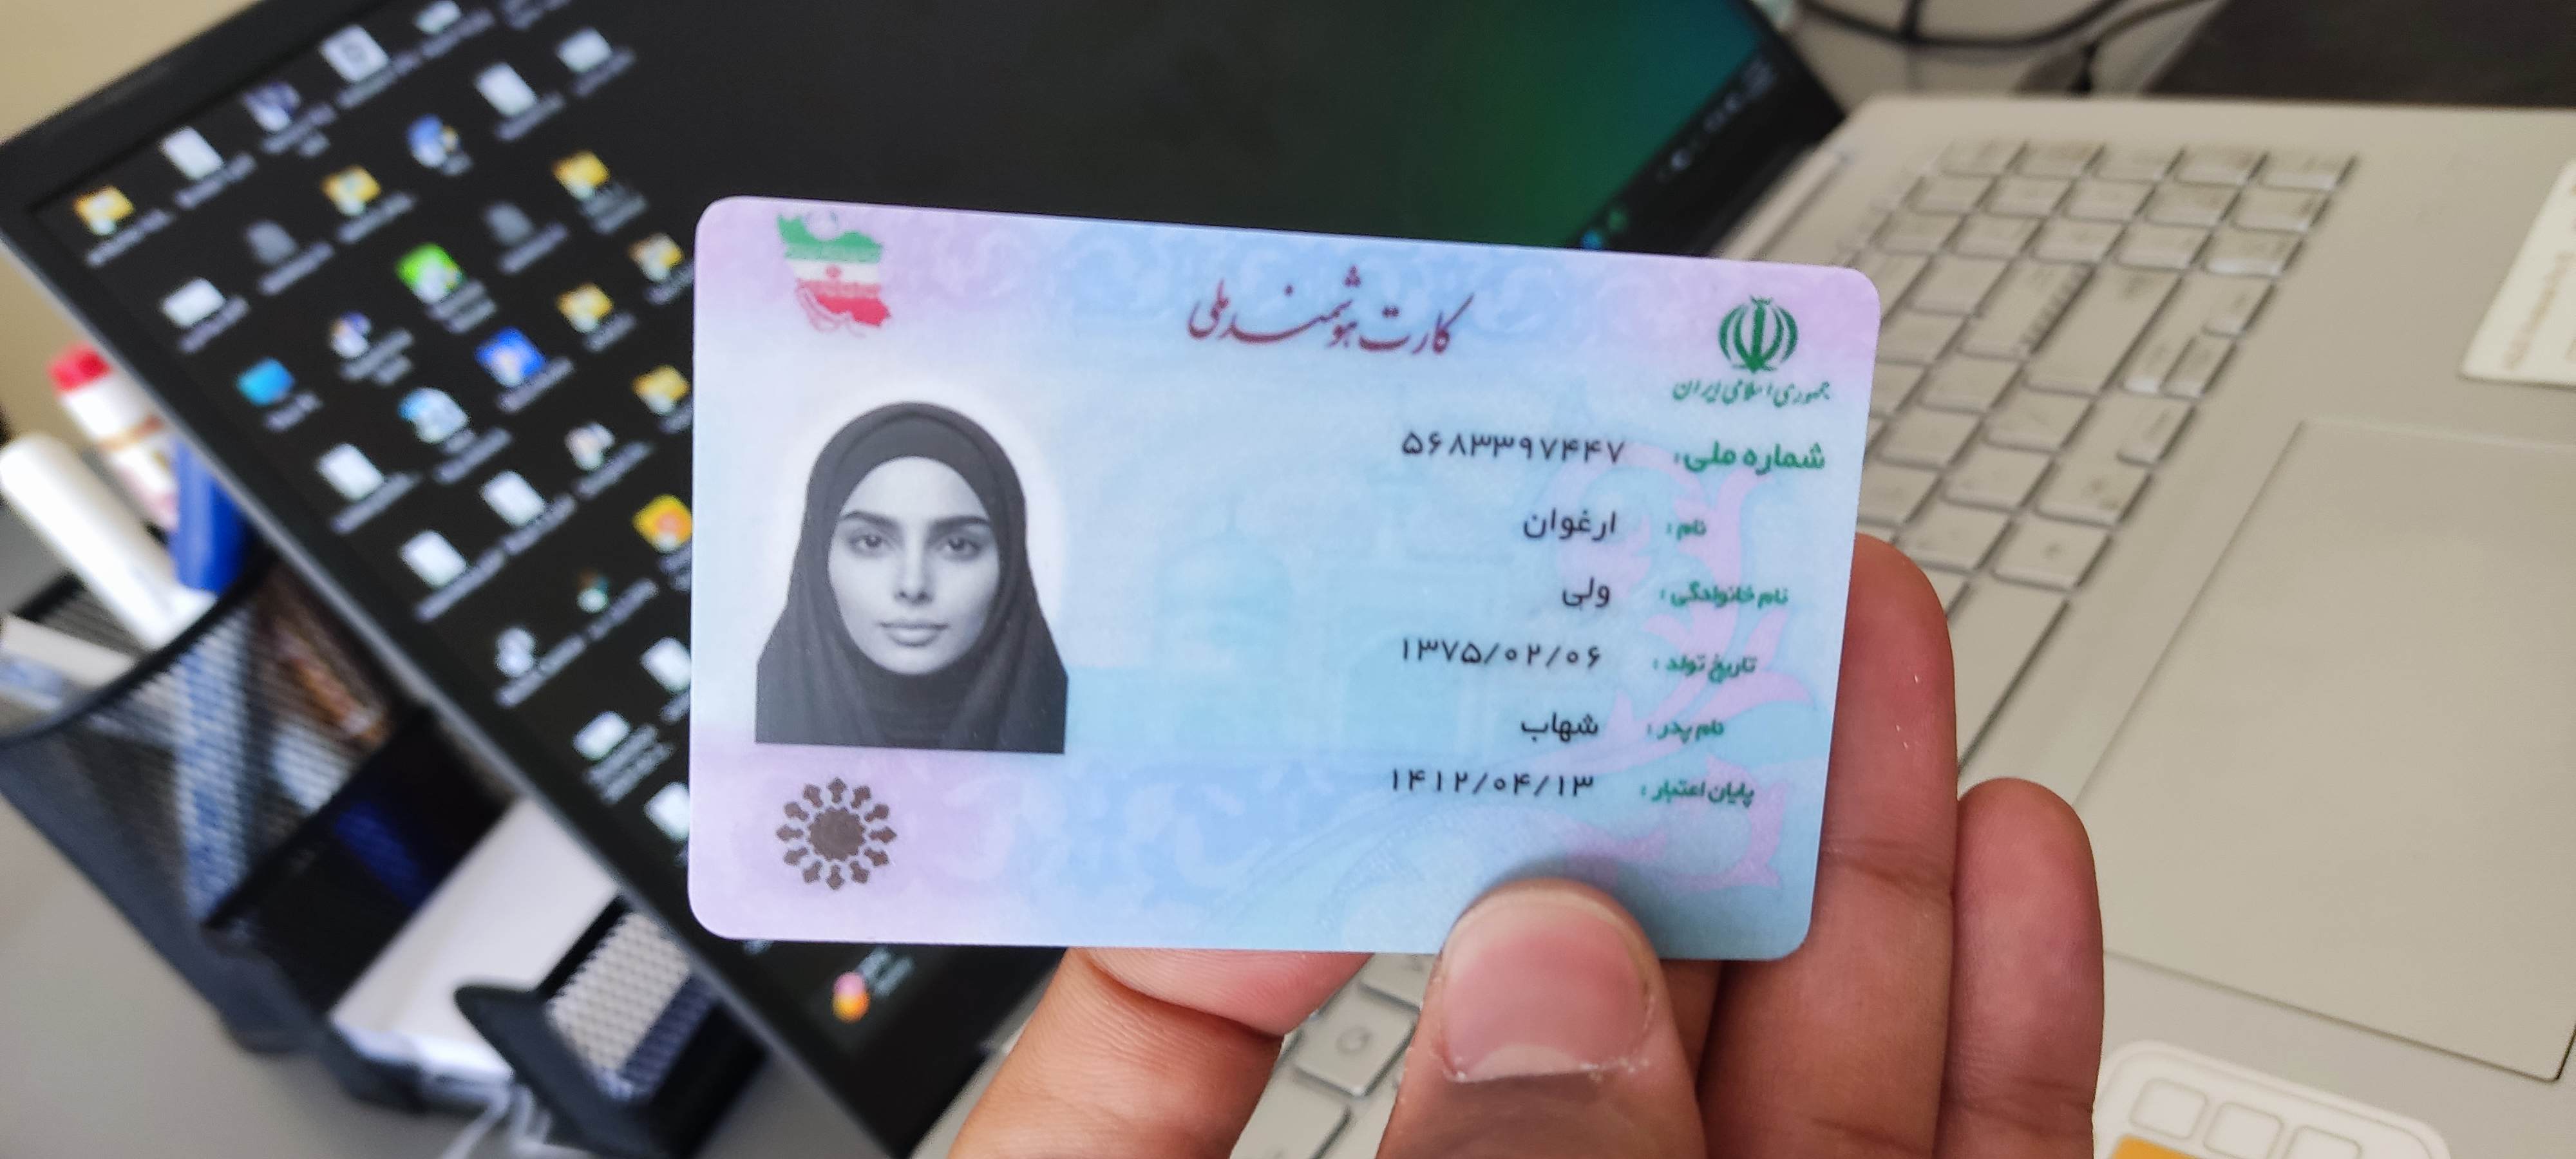 کارت هوشمند ملی
جمهوری اسلامی ایران
شماره ملی: ۵۶۸۳۳۹۷۴۴۷
نام: ارغوان
نام خانوادگی: ولی
تاریخ تولد: ۱۳۷۵/۰۲/۰۶
نام پدر: شهاب
پایان اعتبار: ۱۴۱۲/۰۴/۱۳